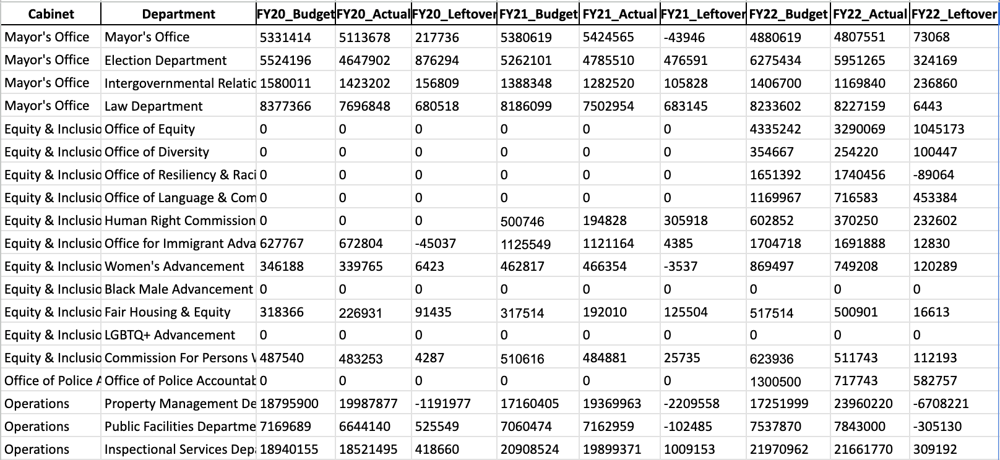 Cabinet Department FY20_Budget FY20_Actual FY20_Leftover FY21_Budget FY21_Actual FY21_Leftover FY22_Budget FY22_Actual FY22_Leftover
Mayor's Office Mayor's Office 5331414 5113678 217736 5380619 5424565 -43946 4880619 4807551 73068
Mayor's Office Election Department 5524196 4647902 876294 5262101 4785510 476591 6275434 5951265 324169
Mayor's Office Intergovernmental Relatic 1580011 1423202 156809 1388348 1282520 105828 1406700 1169840 236860
Mayor's Office Law Department 8377366 7696848 680518 8186099 7502954 683145 8233602 8227159 6443
Equity & Inclusio Office of Equity 0 0 0 0 0 0 4335242 3290069 1045173
Equity & Inclusio Office of Diversity 0 0 0 0 0 0 354667 254220 100447
Equity & Inclusio Office of Resiliency & Raci 0 0 0 0 0 0 1651392 1740456 -89064
Equity & Inclusio Office of Language & Com 0 0 0 0 0 0 1169967 716583 453384
Equity & Inclusio Human Right Commission 0 0 0 500746 194828 305918 602852 370250 232602
Equity & Inclusio Office for Immigrant Adva 627767 672804 -45037 1125549 1121164 4385 1704718 1691888 12830
Equity & Inclusio Women's Advancement 346188 339765 6423 462817 466354 -3537 869497 749208 120289
Equity & Inclusio Black Male Advancement 0 0 0 0 0 0 0 0 0
Equity & Inclusio Fair Housing & Equity 318366 226931 91435 317514 192010 125504 517514 500901 16613
Equity & Inclusio LGBTQ+ Advancement 0 0 0 0 0 0 0 0 0
Equity & Inclusio Commission For Persons 487540 483253 4287 510616 484881 25735 623936 511743 112193
Office of Police Office of Police Accountab 0 0 0 0 0 0 1300500 717743 582757
Operations Property Management De 18795900 19987877 -1191977 17160405 19369963 -2209558 17251999 23960220 -6708221
Operations Public Facilities Departme 7169689 6644140 525549 7060474 7162959 -102485 7537870 7843000 -305130
Operations Inspectional Services Dep 18940155 18521495 418660 20908524 19899371 1009153 21970962 21661770 309192